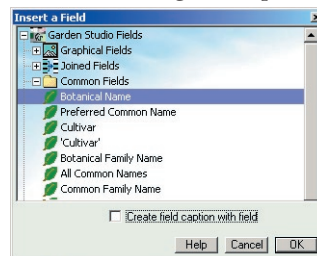 Insert a Field
Garden Studio Fields
Graphical Fields
Joined Fields
Common Fields
Botanical Name
Preferred Common Name
Cultivar
'Cultivar'
Botanical Family Name
All Common Names
Common Family Name
Create field caption with field
Help Cancel OK